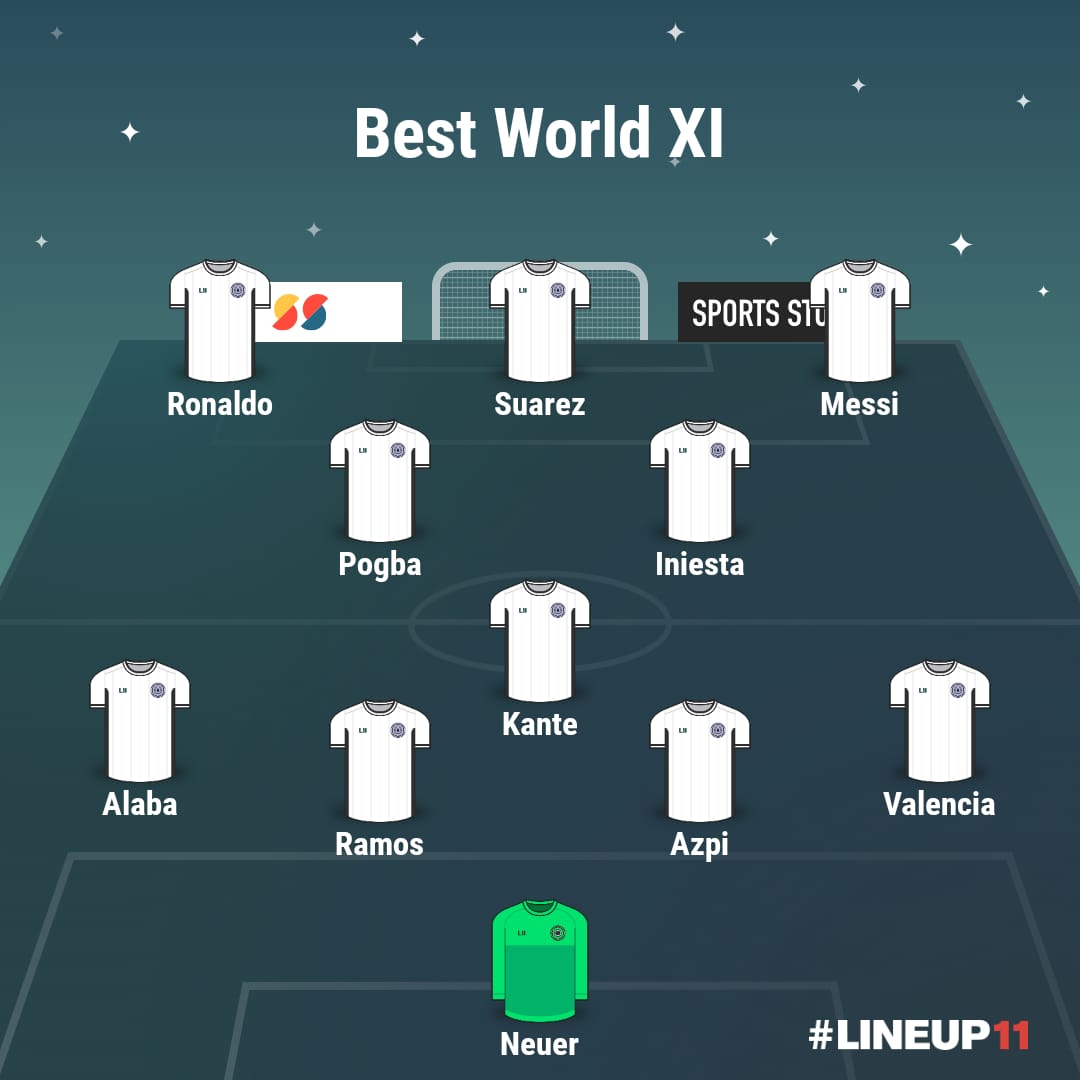 Best World XI
SPORTS STU
Ronaldo
Suarez
Messi
Pogba
Iniesta
Kante
Alaba
Valencia
Ramos
Azpi
Neuer
#LINEUP11